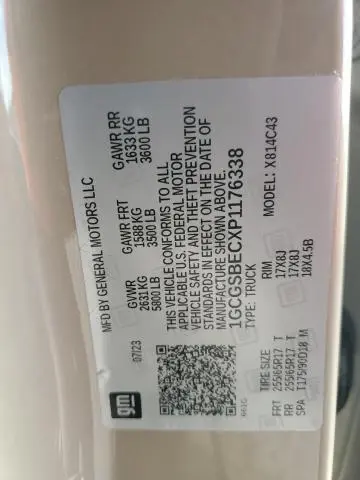 MFD BY GENERAL MOTORS LLC
07/23
GVWR GAWR FRT GAWR RR
2631 KG 1588 KG 1633 KG
5800 LB 3500 LB 3600 LB
THIS VEHICLE CONFORMS TO ALL
APPLICABLE U.S. FEDERAL MOTOR
VEHICLE SAFETY AND THEFT PREVENTION
STANDARDS IN EFFECT ON THE DATE OF
MANUFACTURE SHOWN ABOVE.
1GCGSBECXP1176338
TYPE: TRUCK MODEL: X814C43
TIRE SIZE RIM
FRT 255/65R17 T 17X8J
RR 255/65R17 T 17X8J
SPA T175/90D18 M 18X4.5B
gm
661G